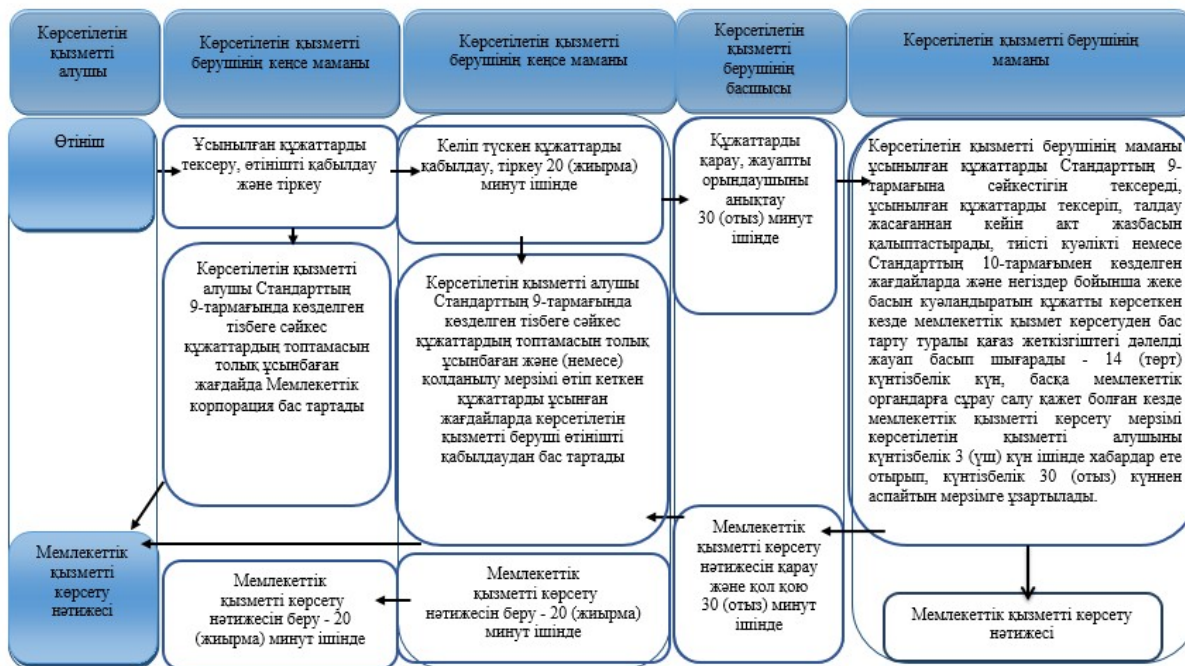 Көрсетілетін
қызметті
алушы
Көрсетілетін қызметті
берушінің кеңсе маманы
Көрсетілетін қызметті
берушінің кеңсе маманы
Көрсетілетін
қызметті
берушінің
басшысы
Көрсетілетін қызметті берушінің
маманы
Өтініш
Ұсынылған құжаттарды
тексеру, өтінішті қабылдау
және тіркеу
Келіп түскен құжаттарды
қабылдау, тіркеу 20 (жиырма)
минут ішінде
Құжаттарды
қарау, жауапты
орындаушыны
анықтау
30 (отыз) минут
ішінде
Көрсетілетін қызметті берушінің маманы
ұсынылған құжаттарды Стандарттың 9-
тармағына сәйкестігін тексереді,
ұсынылған құжаттарды тексеріп, талдау
жасағаннан кейін акт жазбасын
қалыптастырады, тиісті куәлікті немесе
Стандарттың 10-тармағымен көзделген
жағдайларда және негіздер бойынша жеке
басын куәландыратын құжатты көрсеткен
кезде мемлекеттік қызмет көрсетуден бас
тарту туралы қағаз жеткізгіштегі дәлелді
жауап басып шығарады - 14 (төрт)
күнтізбелік күн, басқа мемлекеттік
органдарға сұрау салу қажет болған кезде
мемлекеттік қызметті көрсету мерзімі
көрсетілетін қызметті алушыны
күнтізбелік 3 (үш) күн ішінде хабардар ете
отырып, күнтізбелік 30 (отыз) күннен
аспайтын мерзімге ұзартылады.
Көрсетілетін қызметті
алушы Стандарттың
9-тармағында көзделген
тізбеге сәйкес
құжаттардың топтамасын
толық ұсынбаған
жағдайда Мемлекеттік
корпорация бас тартады
Көрсетілетін қызметті алушы
Стандарттың 9-тармағында
көзделген тізбеге сәйкес
құжаттардың топтамасын толық
ұсынбаған және (немесе)
қолданылу мерзімі өтіп кеткен
құжаттарды ұсынған
жағдайларда көрсетілетін
қызметті беруші өтінішті
қабылдаудан бас тартады
Мемлекеттік
қызметті
көрсету
нәтижесі
Мемлекеттік
қызметті көрсету
нәтижесін беру - 20
(жиырма) минут ішінде
Мемлекеттік
қызметті көрсету
нәтижесін беру - 20 (жиырма)
минут ішінде
Мемлекеттік
қызметті көрсету
нәтижесін қарау
және қол қою
30 (отыз) минут
ішінде
Мемлекеттік қызметті көрсету
нәтижесі